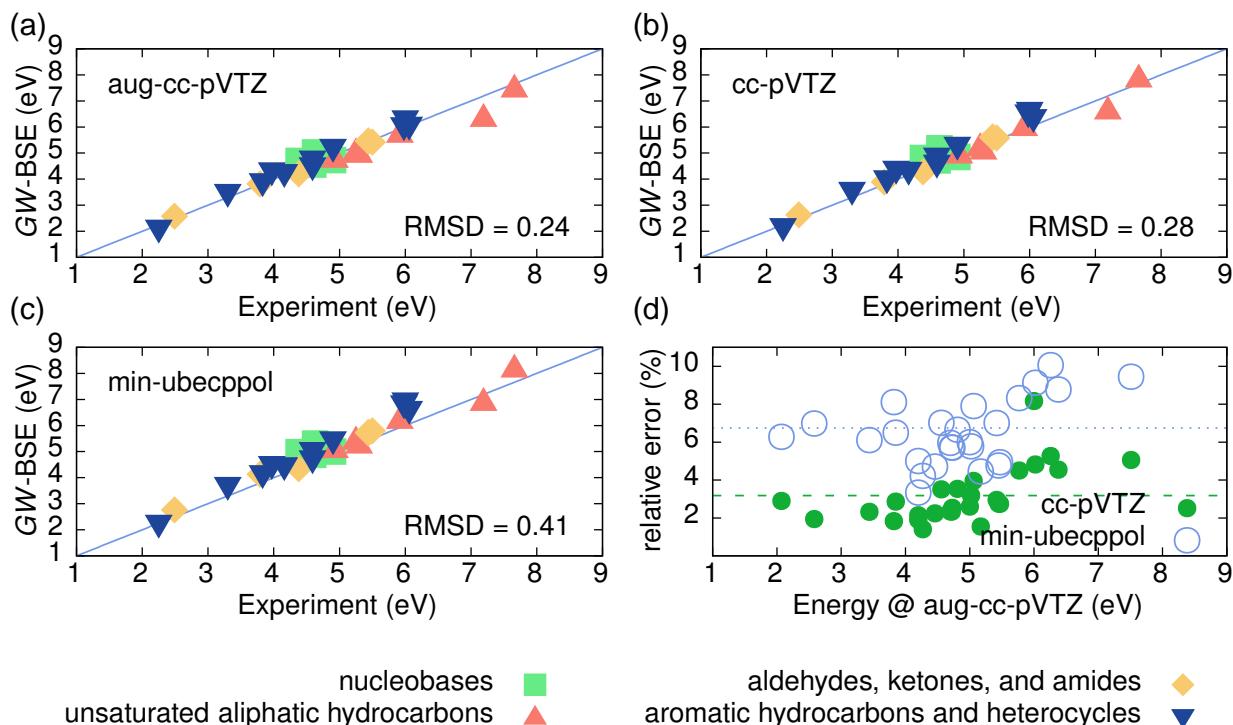 (a)
9
8
7
6
5
4
3
2
1
GW-BSE (eV)
aug-cc-pVTZ
RMSD = 0.24
1 2 3 4 5 6 7 8 9
Experiment (eV)
(b)
9
8
7
6
5
4
3
2
1
GW-BSE (eV)
cc-pVTZ
RMSD = 0.28
1 2 3 4 5 6 7 8 9
Experiment (eV)
(c)
9
8
7
6
5
4
3
2
1
GW-BSE (eV)
min-ubecppol
RMSD = 0.41
1 2 3 4 5 6 7 8 9
Experiment (eV)
(d)
10
8
6
4
2
relative error (%)
cc-pVTZ
min-ubecppol
1 2 3 4 5 6 7 8 9
Energy @ aug-cc-pVTZ (eV)
nucleobases
unsaturated aliphatic hydrocarbons
aldehydes, ketones, and amides
aromatic hydrocarbons and heterocycles